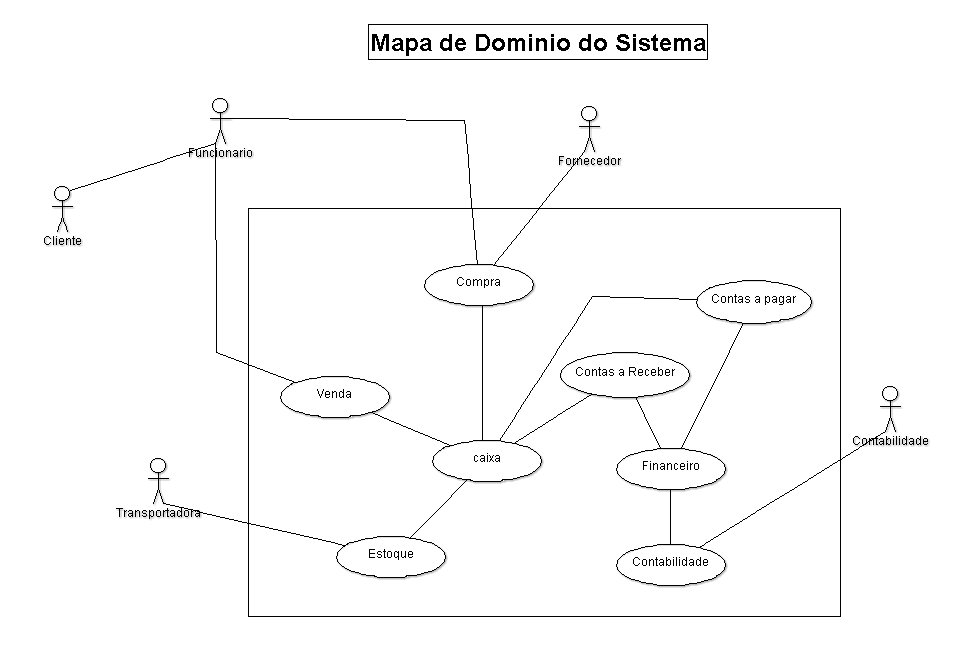 Mapa de Dominio do Sistema
Funcionario
Fornecedor
Cliente
Compra
Contas a pagar
Contas a Receber
Venda
Contabilidade
caixa
Financeiro
Transportadora
Estoque
Contabilidade